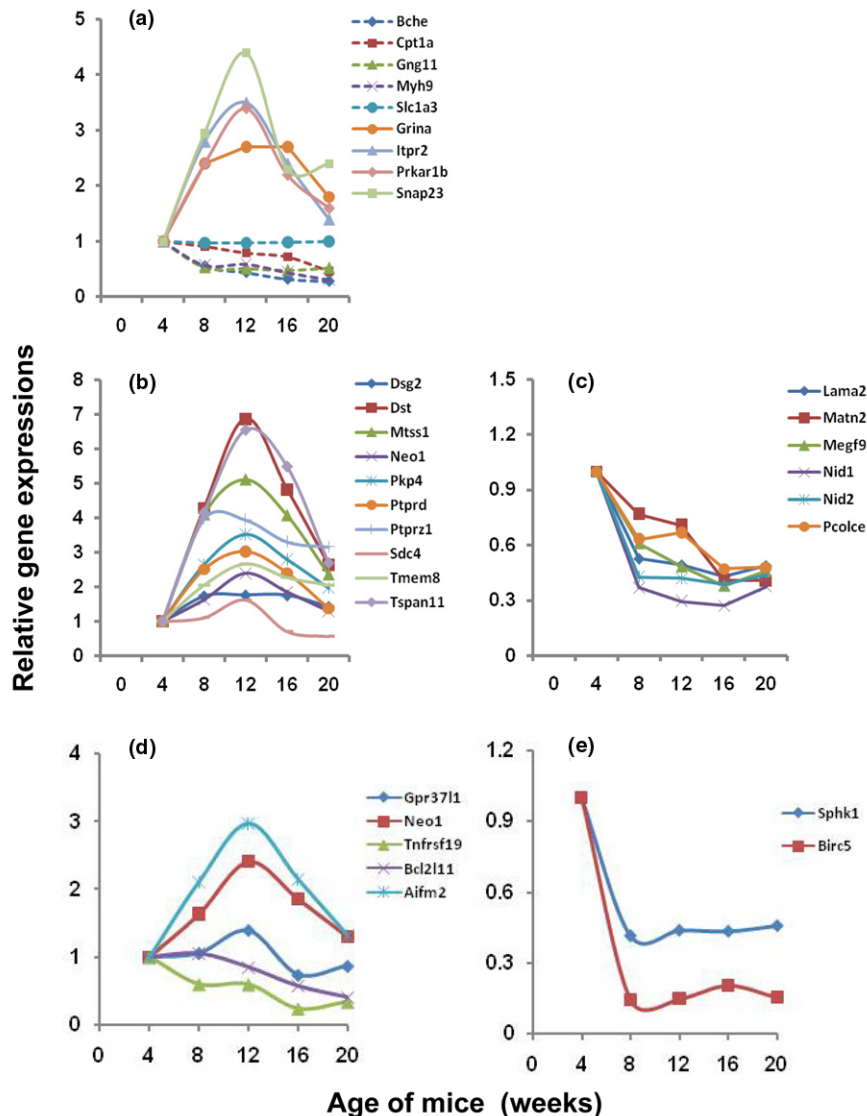 (a)
5
4
3
2
1
0
0 4 8 12 16 20
Bche
Cpt1a
Gng11
Myh9
Slc1a3
Grina
Itpr2
Prkar1b
Snap23
Relative gene expressions
(b)
8
7
6
5
4
3
2
1
0
0 4 8 12 16 20
Dsg2
Dst
Mtss1
Neo1
Pkp4
Ptprd
Ptprz1
Sdc4
Tmem8
Tspan11
(c)
1.5
1.2
0.9
0.6
0.3
0
0 4 8 12 16 20
Lama2
Matn2
Megf9
Nid1
Nid2
Pcolce
(d)
4
3
2
1
0
0 4 8 12 16 20
Gpr37l1
Neo1
Tnfrsf19
Bcl2l11
Aifm2
(e)
1.2
0.9
0.6
0.3
0
0 4 8 12 16 20
Sphk1
Birc5
Age of mice (weeks)